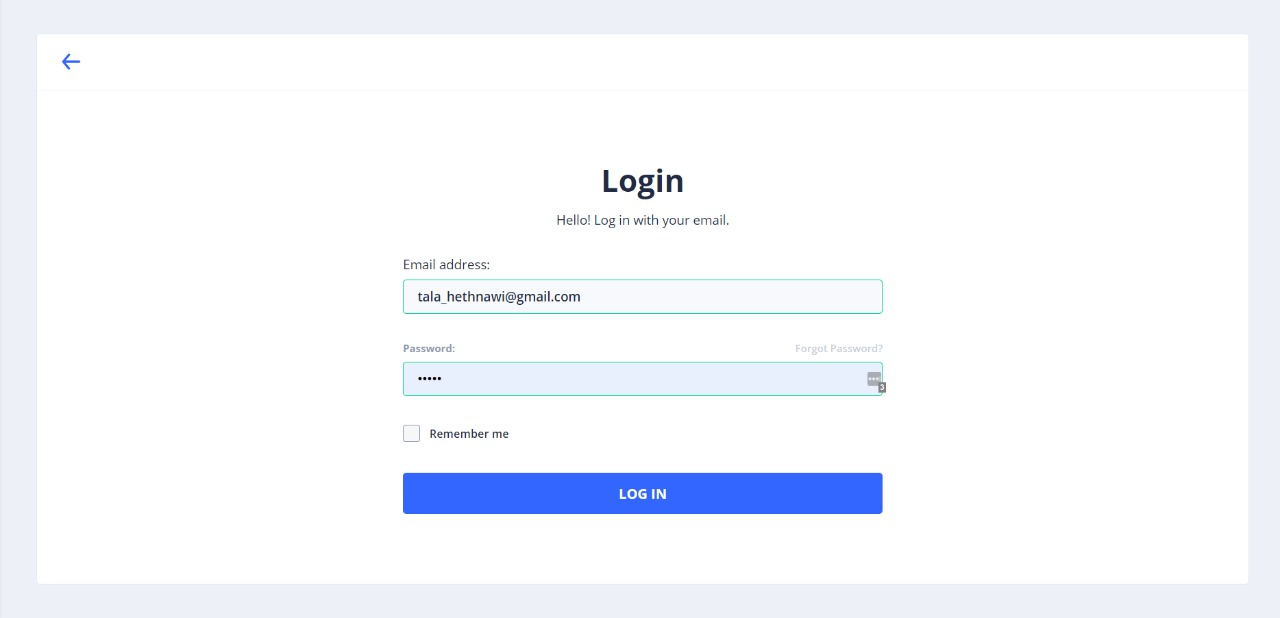 Login
Hello! Log in with your email.
Email address:
tala_hethnawi@gmail.com
Password: Forgot Password?
•••••
3
Remember me
LOG IN